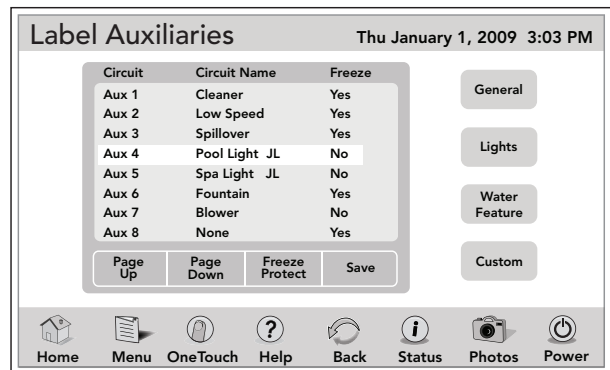 Label Auxiliaries Thu January 1, 2009 3:03 PM
Circuit Circuit Name Freeze
Aux 1 Cleaner Yes
Aux 2 Low Speed Yes
Aux 3 Spillover Yes
Aux 4 Pool Light JL No
Aux 5 Spa Light JL No
Aux 6 Fountain Yes
Aux 7 Blower No
Aux 8 None Yes
Page Up
Page Down
Freeze Protect
Save
General
Lights
Water
Feature
Custom
Home Menu OneTouch Help Back Status Photos Power